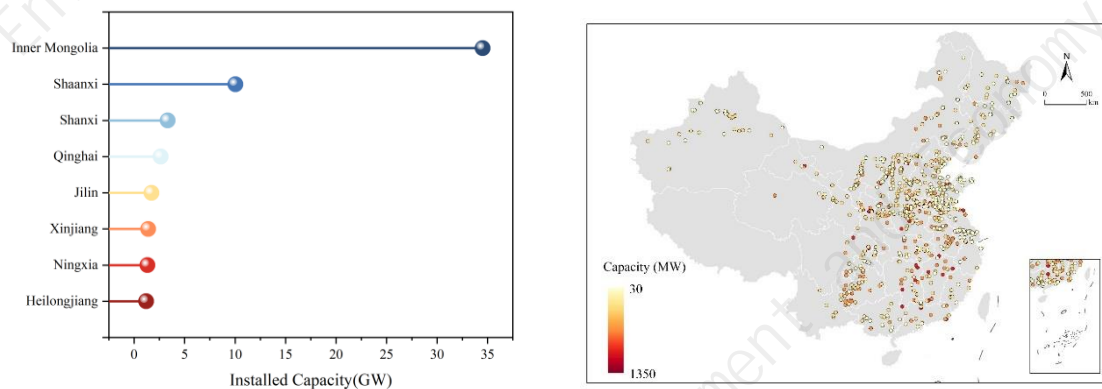 Inner Mongolia
Shaanxi
Shanxi
Qinghai
Jilin
Xinjiang
Ningxia
Heilongjiang
0 5 10 15 20 25 30 35
Installed Capacity(GW)
N
0 500
km
Capacity (MW)
30
1350